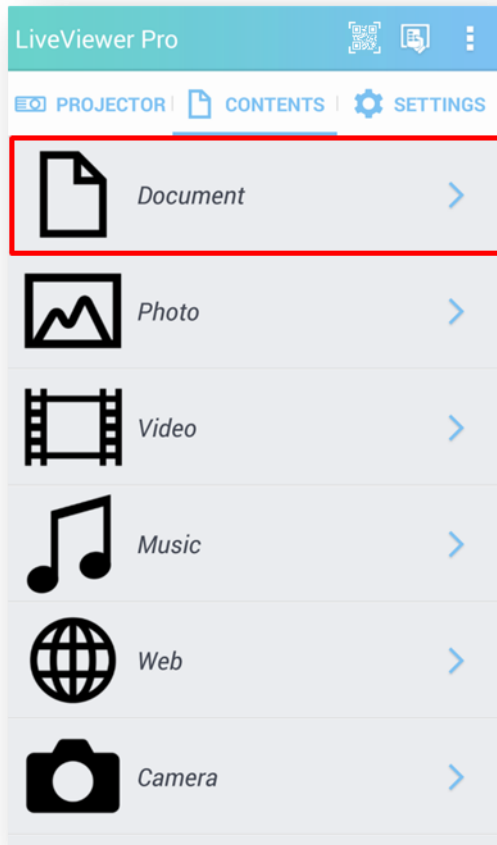 LiveViewer Pro
PROJECTOR CONTENTS SETTINGS
Document
Photo
Video
Music
Web
Camera